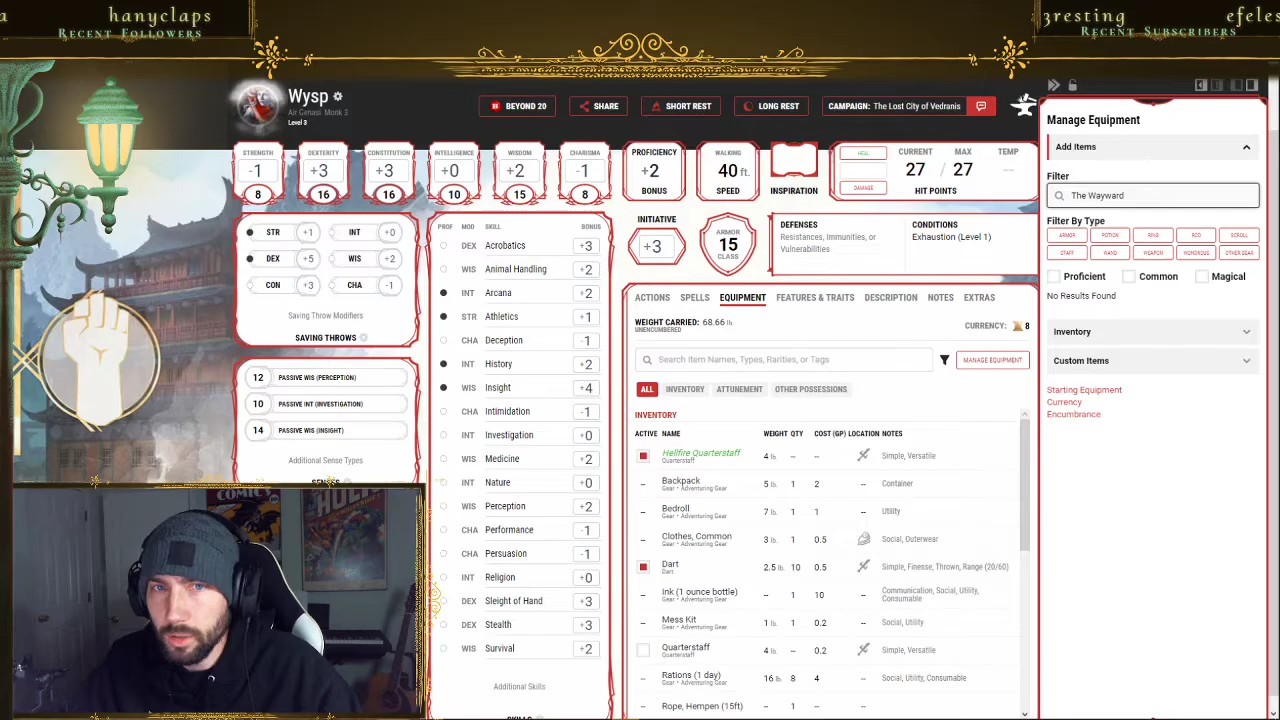 a
hanyclaps
Recent Followers
3resting
efeles
Recent Subscribers
Wysp
Air Genasi Monk 3
Level 3
BEYOND 20
SHARE
SHORT REST
LONG REST
CAMPAIGN: The Lost City of Vedranis
STRENGTH
-1
8
DEXTERITY
+3
16
CONSTITUTION
+3
16
INTELLIGENCE
+0
10
WISDOM
+2
15
CHARISMA
-1
8
PROFICIENCY
+2
BONUS
WALKING
40 ft.
SPEED
INSPIRATION
HEAL
DAMAGE
CURRENT
27
/
MAX
27
TEMP
--
HIT POINTS
STR +1
INT +0
DEX +5
WIS +2
CON +3
CHA -1
Saving Throw Modifiers
SAVING THROWS
12 PASSIVE WIS (PERCEPTION)
10 PASSIVE INT (INVESTIGATION)
14 PASSIVE WIS (INSIGHT)
Additional Sense Types
PROF MOD SKILL BONUS
DEX Acrobatics +3
WIS Animal Handling +2
INT Arcana +2
STR Athletics +1
CHA Deception -1
INT History +2
WIS Insight +4
CHA Intimidation -1
INT Investigation +0
WIS Medicine +2
INT Nature +0
WIS Perception +2
CHA Performance 1
CHA Persuasion -1
INT Religion +0
DEX Sleight of Hand +3
DEX Stealth +3
WIS Survival +2
Additional Skills
SKILLS
INITIATIVE
+3
ARMOR
15
CLASS
DEFENSES
Resistances, Immunities, or
Vulnerabilities
CONDITIONS
Exhaustion (Level 1)
ACTIONS SPELLS EQUIPMENT FEATURES & TRAITS DESCRIPTION NOTES EXTRAS
WEIGHT CARRIED: 68.66 lb.
UNENCUMBERED
CURRENCY: 8
Search Item Names, Types, Rarities, or Tags
MANAGE EQUIPMENT
ALL INVENTORY ATTUNEMENT OTHER POSSESSIONS
INVENTORY
ACTIVE NAME WEIGHT QTY COST (GP) LOCATION NOTES
Hellfire Quarterstaff 4 lb. -- -- Simple, Versatile
Quarterstaff
-- Backpack 5 lb. 1 2 -- Container
Gear • Adventuring Gear
-- Bedroll 7 lb. 1 1 -- Utility
Gear • Adventuring Gear
-- Clothes, Common 3 lb. 1 0.5 Social, Outerwear
Gear • Adventuring Gear
Dart 2.5 lb. 10 0.5 Simple, Finesse, Thrown, Range (20/60)
Dart
-- Ink (1 ounce bottle) -- 1 10 -- Communication, Social, Utility,
Gear • Adventuring Gear Consumable
-- Mess Kit 1 lb. 1 0.2 -- Social, Utility
Gear • Adventuring Gear
Quarterstaff 4 lb. -- 0.2 Simple, Versatile
Quarterstaff
-- Rations (1 day) 16 lb. 8 4 -- Social, Utility, Consumable
Gear • Adventuring Gear
Rope, Hempen (15ft) -- 1
Manage Equipment
Add Items
Filter
The Wayward
Filter By Type
ARMOR POTION RING ROD SCROLL
STAFF WAND WEAPON WONDROUS OTHER GEAR
Proficient Common Magical
No Results Found
Inventory
Custom Items
Starting Equipment
Currency
Encumbrance
COMIC
HULK